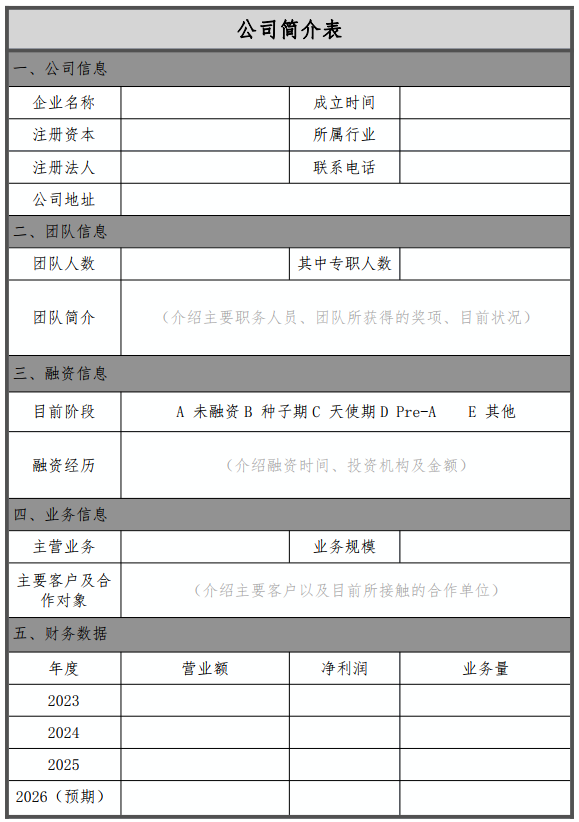 公司简介表
一、公司信息
企业名称 成立时间
注册资本 所属行业
注册法人 联系电话
公司地址
二、团队信息
团队人数 其中专职人数
团队简介 （介绍主要职务人员、团队所获得的奖项、目前状况）
三、融资信息
目前阶段 A 未融资B 种子期C 天使期D Pre-A E 其他
融资经历 （介绍融资时间、投资机构及金额）
四、业务信息
主营业务 业务规模
主要客户及合
作对象 （介绍主要客户以及目前所接触的合作单位）
五、财务数据
年度 营业额 净利润 业务量
2023
2024
2025
2026（预期）